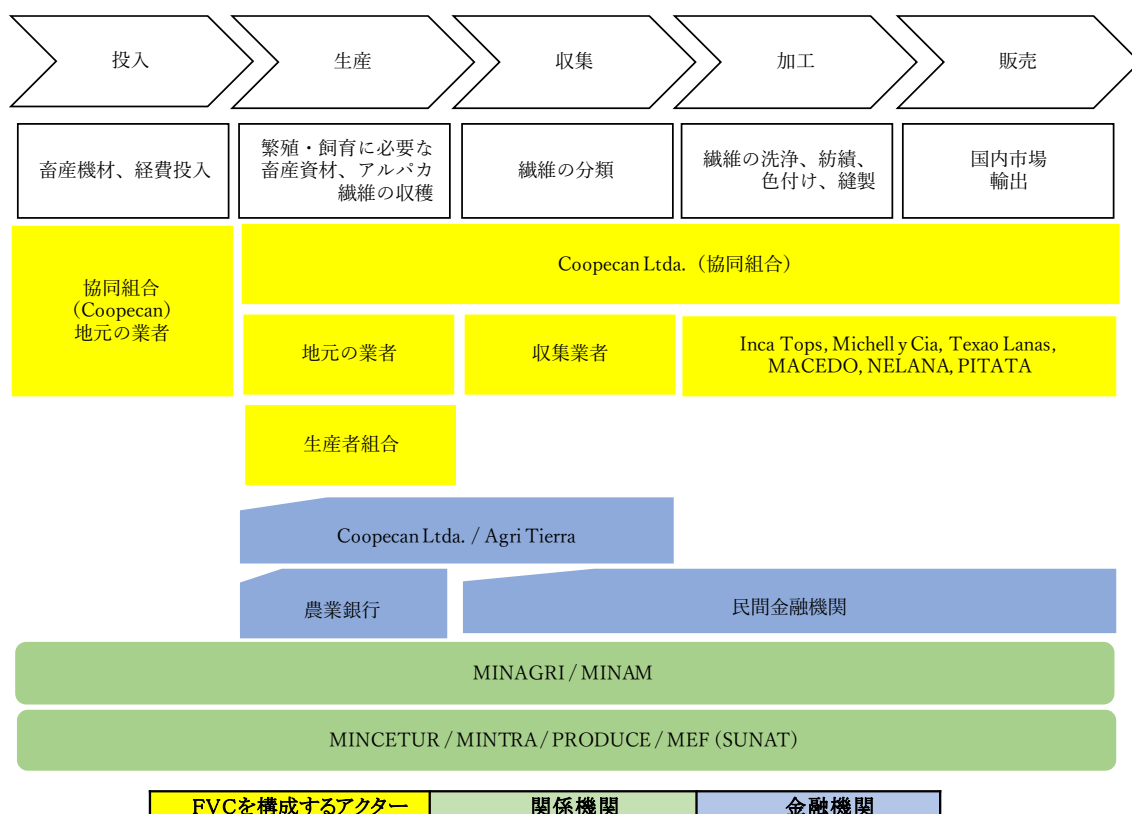 投入
生産
収集
加工
販売
畜産機材、経費投入
繁殖・飼育に必要な
畜産資材、アルパカ
繊維の収穫
繊維の分類
繊維の洗浄、紡績、
色付け、縫製
国内市場
輸出
協同組合
(Coopecan)
地元の業者
Coopecan Ltda.(協同組合)
地元の業者
収集業者
Inca Tops, Michell y Cia, Texao Lanas,
MACEDO, NELANA, PITATA
生産者組合
Coopecan Ltda. / Agri Tierra
農業銀行
民間金融機関
MINAGRI / MINAM
MINCETUR / MINTRA / PRODUCE / MEF (SUNAT)
FVCを構成するアクター
関係機関
金融機関